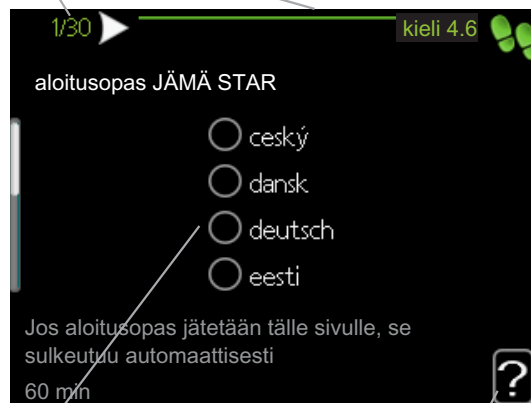 1/30
kieli 4.6
aloitusopas JÄMÄ STAR
ceský
dansk
deutsch
eesti
Jos aloitusopas jätetään tälle sivulle, se
sulkeutuu automaattisesti
60 min
?